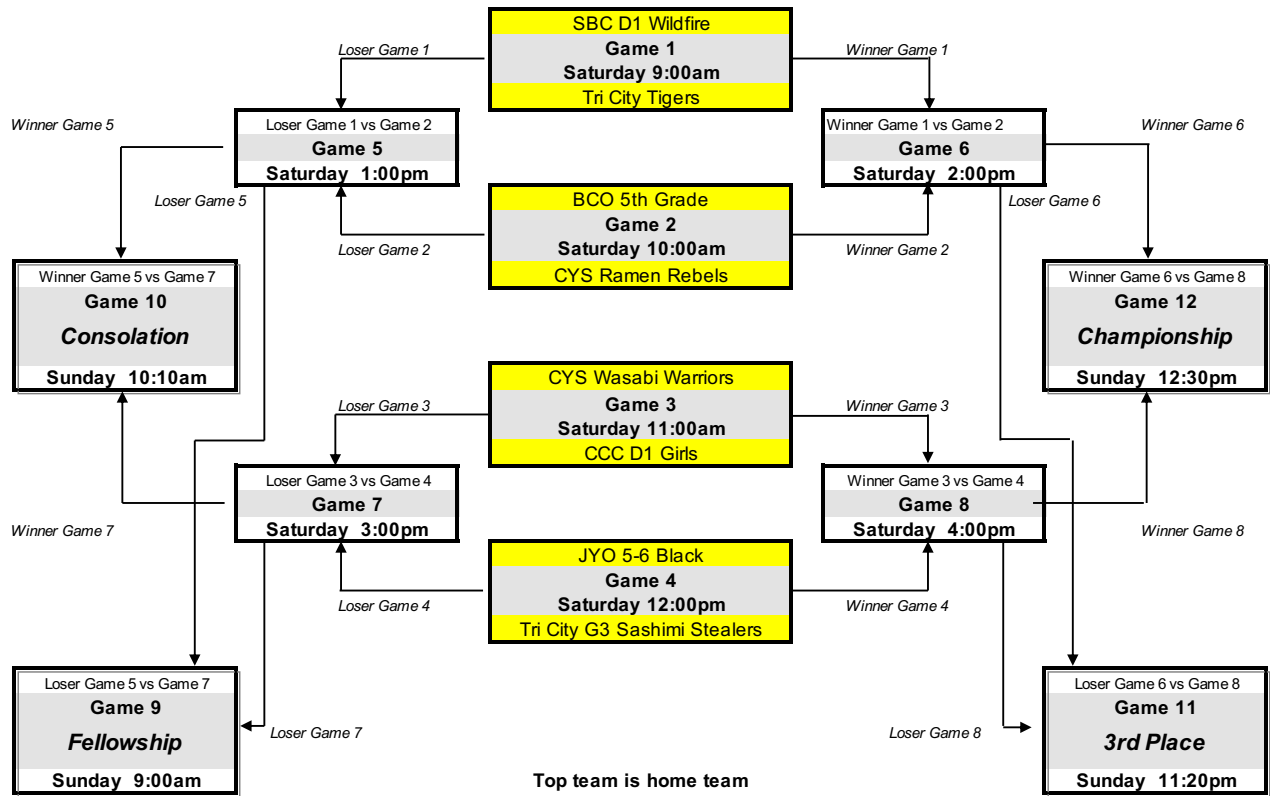 SBC D1 Wildfire
Loser Game 1
Game 1
Winner Game 1
Saturday 9:00am
Tri City Tigers
Winner Game 5
Loser Game 1 vs Game 2
Winner Game 1 vs Game 2
Winner Game 6
Game 5
Game 6
Saturday 1:00pm
Saturday 2:00pm
Loser Game 5
BCO 5th Grade
Loser Game 6
Game 2
Loser Game 2
Saturday 10:00am
Winner Game 2
CYS Ramen Rebels
Winner Game 5 vs Game 7
Winner Game 6 vs Game 8
Game 10
Game 12
Consolation
Championship
Sunday 10:10am
Sunday 12:30pm
CYS Wasabi Warriors
Loser Game 3
Game 3
Winner Game 3
Saturday 11:00am
CCC D1 Girls
Loser Game 3 vs Game 4
Winner Game 3 vs Game 4
Game 7
Game 8
Saturday 3:00pm
Saturday 4:00pm
Winner Game 7
Winner Game 8
JYO 5-6 Black
Game 4
Loser Game 4
Saturday 12:00pm
Winner Game 4
Tri City G3 Sashimi Stealers
Loser Game 5 vs Game 7
Loser Game 6 vs Game 8
Game 9
Game 11
Loser Game 7
Loser Game 8
Fellowship
3rd Place
Sunday 9:00am
Top team is home team
Sunday 11:20pm